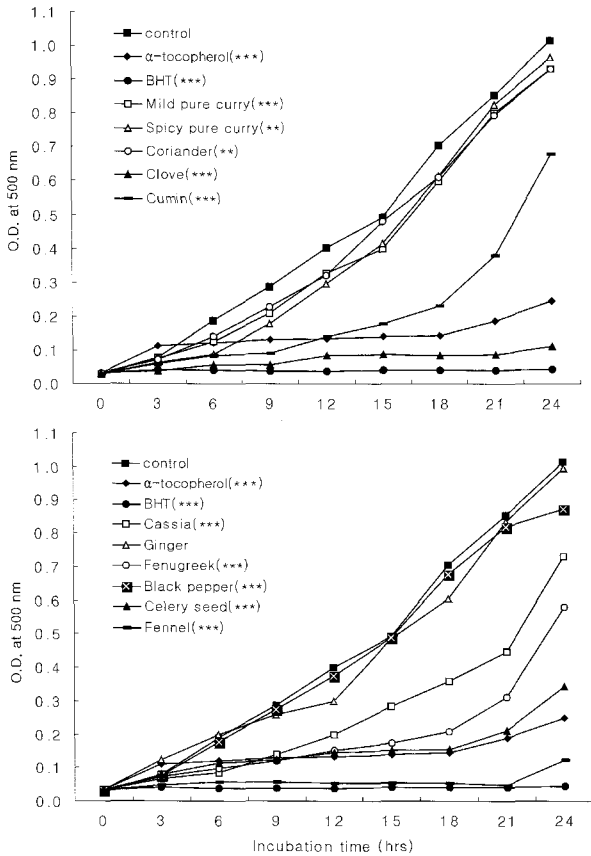 1.1
1.0
0.9
0.8
0.7
0.6
0.5
0.4
0.3
0.2
0.1
0.0
O.D. at 500 nm
control
α-tocopherol(***)
BHT(***)
Mild pure curry(***)
Spicy pure curry(**)
Coriander(**)
Clove(***)
Cumin(***)
0 3 6 9 12 15 18 21 24
1.1
1.0
0.9
0.8
0.7
0.6
0.5
0.4
0.3
0.2
0.1
0.0
O.D. at 500 nm
control
α-tocopherol(***)
BHT(***)
Cassia(***)
Ginger
Fenugreek(***)
Black pepper(***)
Celery seed(***)
Fennel(***)
0 3 6 9 12 15 18 21 24
Incubation time (hrs)